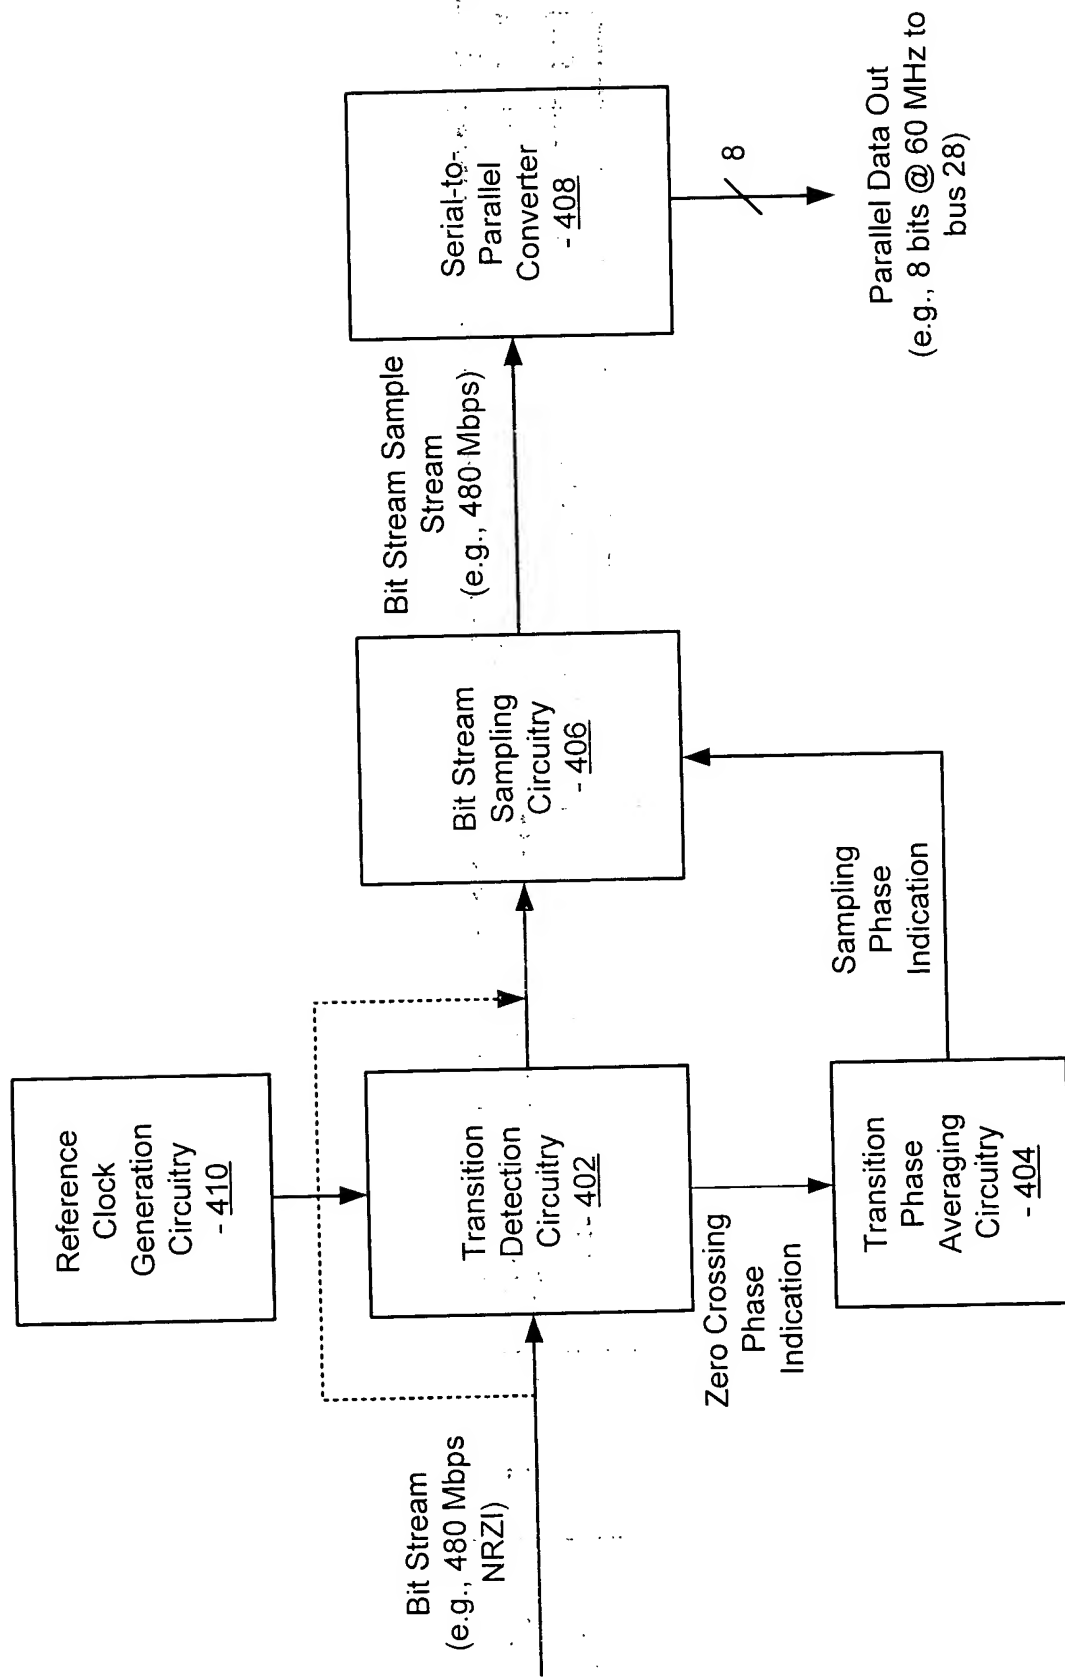 Reference
Clock
Generation
Circuitry
- 410
Bit Stream
(e.g., 480 Mbps
NRZI)
Transition
Detection
Circuitry
- 402
Zero Crossing
Phase
Indication
Transition
Phase
Averaging
Circuitry
- 404
Sampling
Phase
Indication
Bit Stream
Sampling
Circuitry
- 406
Bit Stream Sample
Stream
(e.g., 480 Mbps)
Serial-to-
Parallel
Converter
- 408
8
Parallel Data Out
(e.g., 8 bits @ 60 MHz to
bus 28)